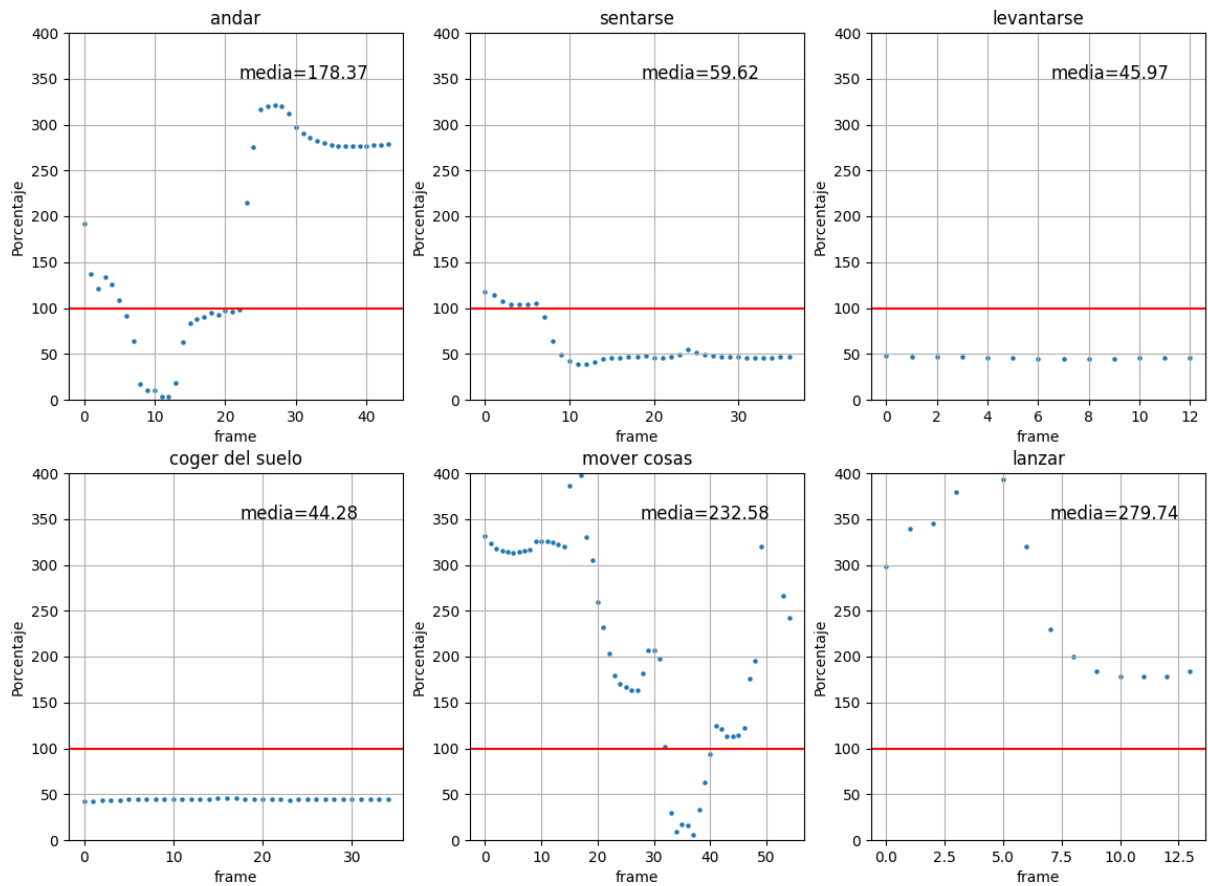 andar
400
350
300
250
200
150
100
50
0
Porcentaje
media=178.37
0 10 20 30 40
frame
sentarse
400
350
300
250
200
150
100
50
0
Porcentaje
media=59.62
0 10 20 30
frame
levantarse
400
350
300
250
200
150
100
50
0
Porcentaje
media=45.97
0 2 4 6 8 10 12
frame
coger del suelo
400
350
300
250
200
150
100
50
0
Porcentaje
media=44.28
0 10 20 30
frame
mover cosas
400
350
300
250
200
150
100
50
0
Porcentaje
media=232.58
0 10 20 30 40 50
frame
lanzar
400
350
300
250
200
150
100
50
0
Porcentaje
media=279.74
0.0 2.5 5.0 7.5 10.0 12.5
frame